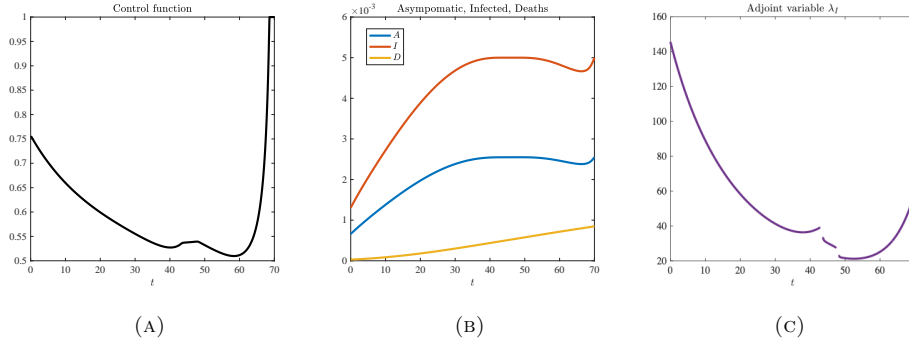 Control function
1
0.95
0.9
0.85
0.8
0.75
0.7
0.65
0.6
0.55
0.5
0 10 20 30 40 50 60 70
t
(A)
×10⁻³ Asympomatic, Infected, Deaths
6
5
4
3
2
1
0
A
I
D
0 10 20 30 40 50 60 70
t
(B)
Adjoint variable λ_I
160
140
120
100
80
60
40
20
0 10 20 30 40 50 60
t
(C)